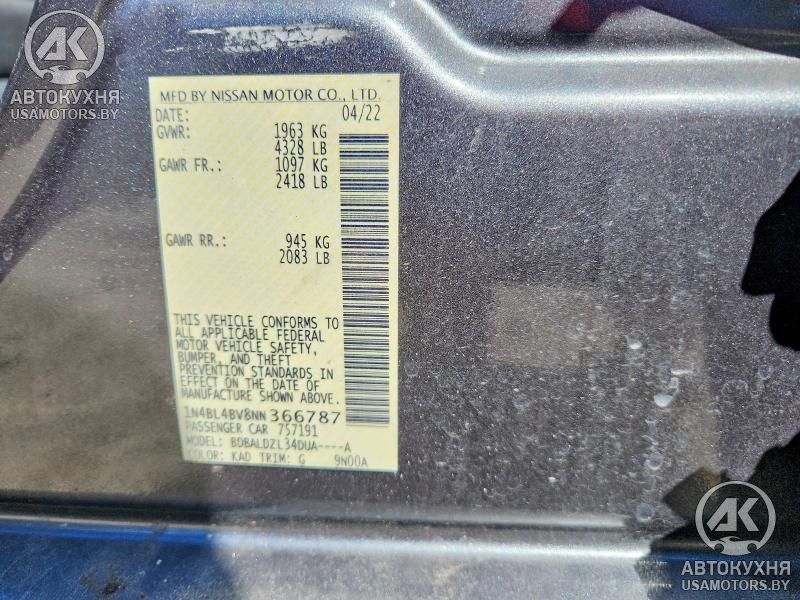 AK
АВТОКУХНЯ
USAMOTORS.BY
MFD BY NISSAN MOTOR CO., LTD.
DATE: 04/22
GVWR: 1963 KG
4328 LB
GAWR FR.: 1097 KG
2418 LB
GAWR RR.: 945 KG
2083 LB
THIS VEHICLE CONFORMS TO
ALL APPLICABLE FEDERAL
MOTOR VEHICLE SAFETY,
BUMPER, AND THEFT
PREVENTION STANDARDS IN
EFFECT ON THE DATE OF
MANUFACTURE SHOWN ABOVE.
1N4BL4BV8NN366787
PASSENGER CAR 757191
MODEL: BDBALDZL34DUA----A
COLOR: KAD TRIM: G 9N00A
AK
АВТОКУХНЯ
USAMOTORS.BY